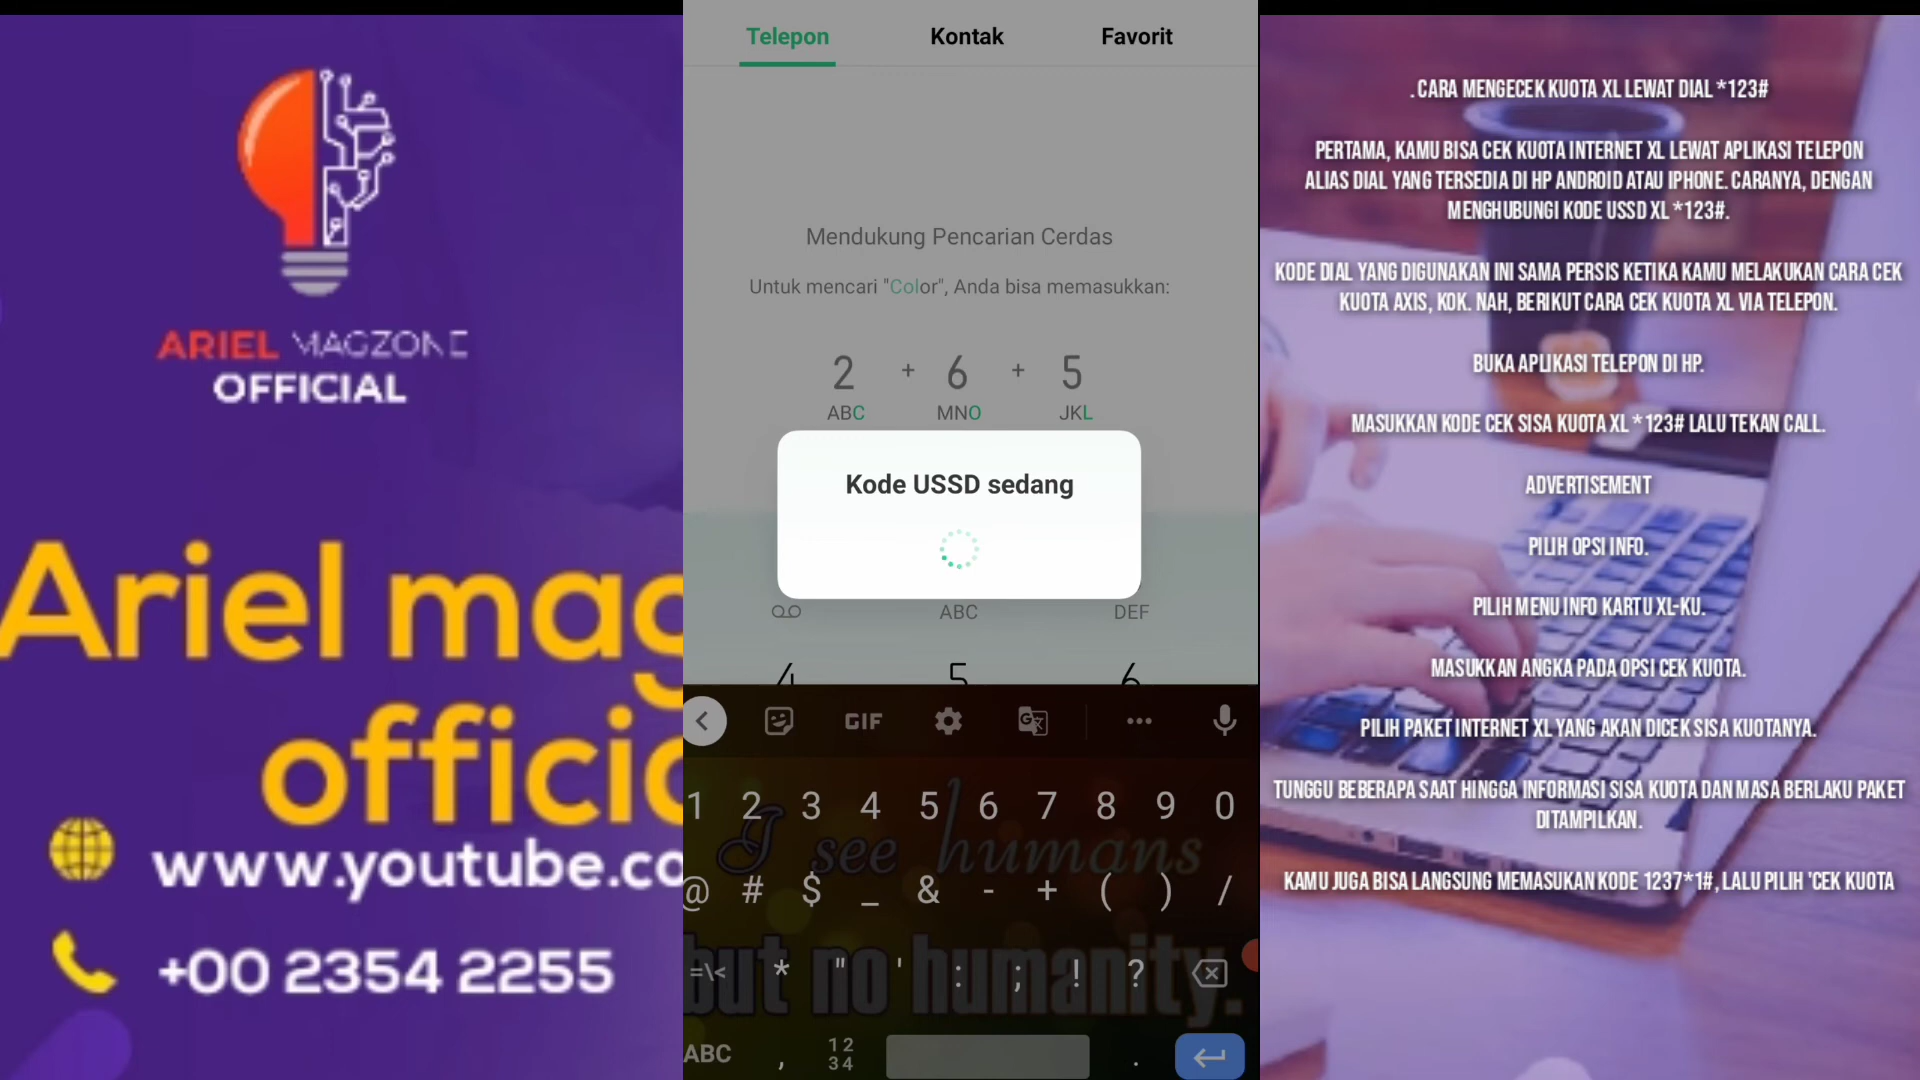 ARIEL MAGZONE
OFFICIAL
Ariel mag
officic
www.youtube.co
+00 2354 2255
Telepon Kontak Favorit
Mendukung Pencarian Cerdas
Untuk mencari "Color", Anda bisa memasukkan:
2 + 6 + 5
ABC MNO JKL
Kode USSD sedang
ABC DEF
4 5 6
GIF
1 2 3 4 5 6 7 8 9 0
I see humans
@ # $ _ & - + ( ) /
but no humanity.
=\< * " ' : ; ! ?
ABC , 12 34 .
. CARA MENGECEK KUOTA XL LEWAT DIAL *123#
PERTAMA, KAMU BISA CEK KUOTA INTERNET XL LEWAT APLIKASI TELEPON
ALIAS DIAL YANG TERSEDIA DI HP ANDROID ATAU IPHONE. CARANYA, DENGAN
MENGHUBUNGI KODE USSD XL *123#.
KODE DIAL YANG DIGUNAKAN INI SAMA PERSIS KETIKA KAMU MELAKUKAN CARA CEK
KUOTA AXIS, KOK. NAH, BERIKUT CARA CEK KUOTA XL VIA TELEPON.
BUKA APLIKASI TELEPON DI HP.
MASUKKAN KODE CEK SISA KUOTA XL *123# LALU TEKAN CALL.
ADVERTISEMENT
PILIH OPSI INFO.
PILIH MENU INFO KARTU XL-KU.
MASUKKAN ANGKA PADA OPSI CEK KUOTA.
PILIH PAKET INTERNET XL YANG AKAN DICEK SISA KUOTANYA.
TUNGGU BEBERAPA SAAT HINGGA INFORMASI SISA KUOTA DAN MASA BERLAKU PAKET
DITAMPILKAN.
KAMU JUGA BISA LANGSUNG MEMASUKAN KODE 1237*1#, LALU PILIH 'CEK KUOTA